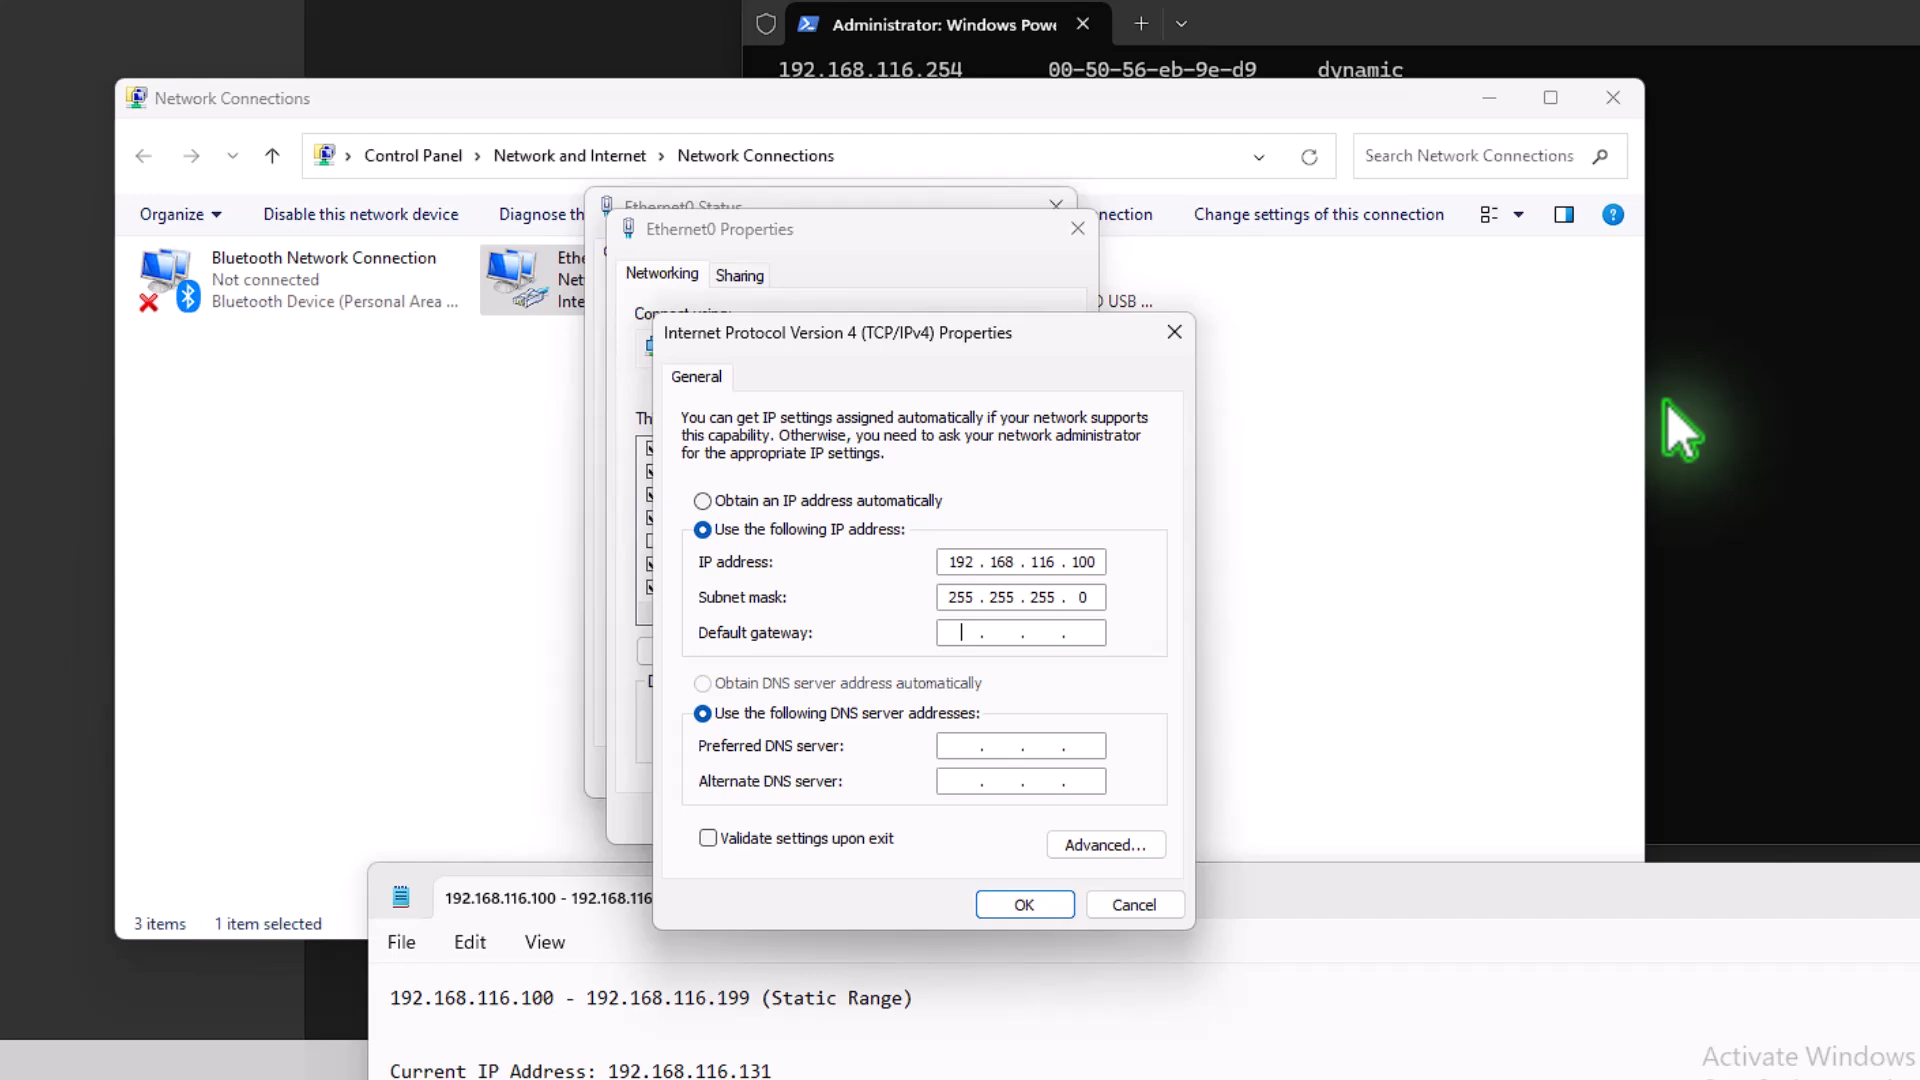 Administrator: Windows Powe
192.168.116.254 00-50-56-eb-9e-d9 dynamic
Network Connections
Control Panel > Network and Internet > Network Connections
Search Network Connections
Organize
Disable this network device
Diagnose th
nnection
Change settings of this connection
Ethernet0 Status
Ethernet0 Properties
Bluetooth Network Connection
Not connected
Bluetooth Device (Personal Area ...
Ethe
Net
Inte
Networking
Sharing
USB ...
Connect using:
Th
Internet Protocol Version 4 (TCP/IPv4) Properties
General
You can get IP settings assigned automatically if your network supports
this capability. Otherwise, you need to ask your network administrator
for the appropriate IP settings.
Obtain an IP address automatically
Use the following IP address:
IP address: 192 . 168 . 116 . 100
Subnet mask: 255 . 255 . 255 . 0
Default gateway: . . .
Obtain DNS server address automatically
Use the following DNS server addresses:
Preferred DNS server: . . .
Alternate DNS server: . . .
Validate settings upon exit
Advanced...
OK
Cancel
3 items
1 item selected
192.168.116.100 - 192.168.116
File
Edit
View
192.168.116.100 - 192.168.116.199 (Static Range)
Current IP Address: 192.168.116.131
Activate Windows